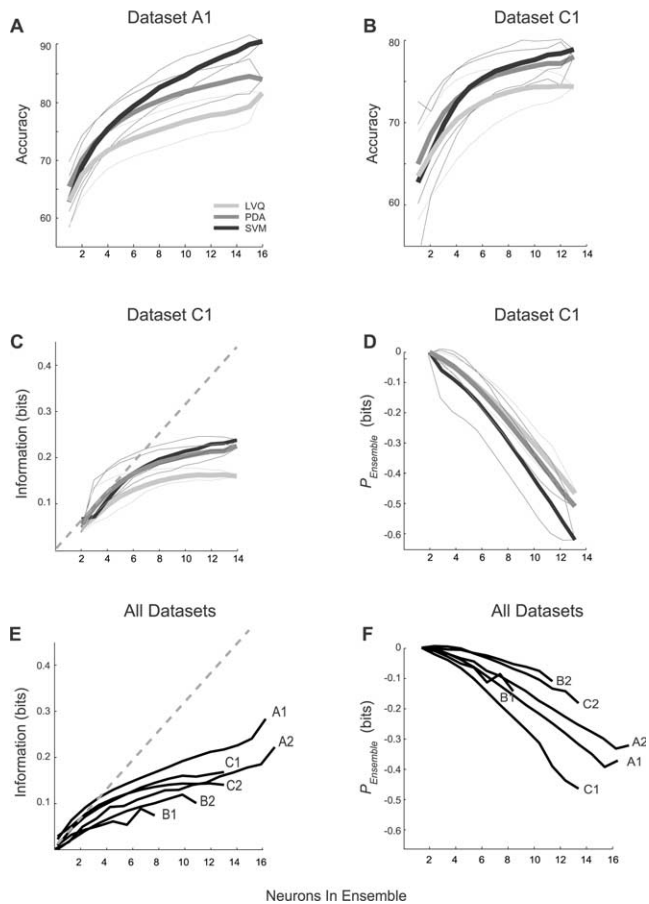 Dataset A1
Dataset C1
A
B
90
80
70
60
Accuracy
LVQ
PDA
SVM
2 4 6 8 10 12 14 16
80
70
60
Accuracy
2 4 6 8 10 12 14
Dataset C1
Dataset C1
C
D
0.4
0.3
0.2
0.1
Information (bits)
2 4 6 8 10 12 14
0
-0.1
-0.2
-0.3
-0.4
-0.5
-0.6
P Ensemble (bits)
2 4 6 8 10 12 14
All Datasets
All Datasets
E
F
0.4
0.3
0.2
0.1
Information (bits)
A1
A2
C1
C2
B2
B1
2 4 6 8 10 12 14 16
0
-0.1
-0.2
-0.3
-0.4
-0.5
-0.6
P Ensemble (bits)
B2
B1
C2
A2
A1
C1
2 4 6 8 10 12 14 16
Neurons In Ensemble